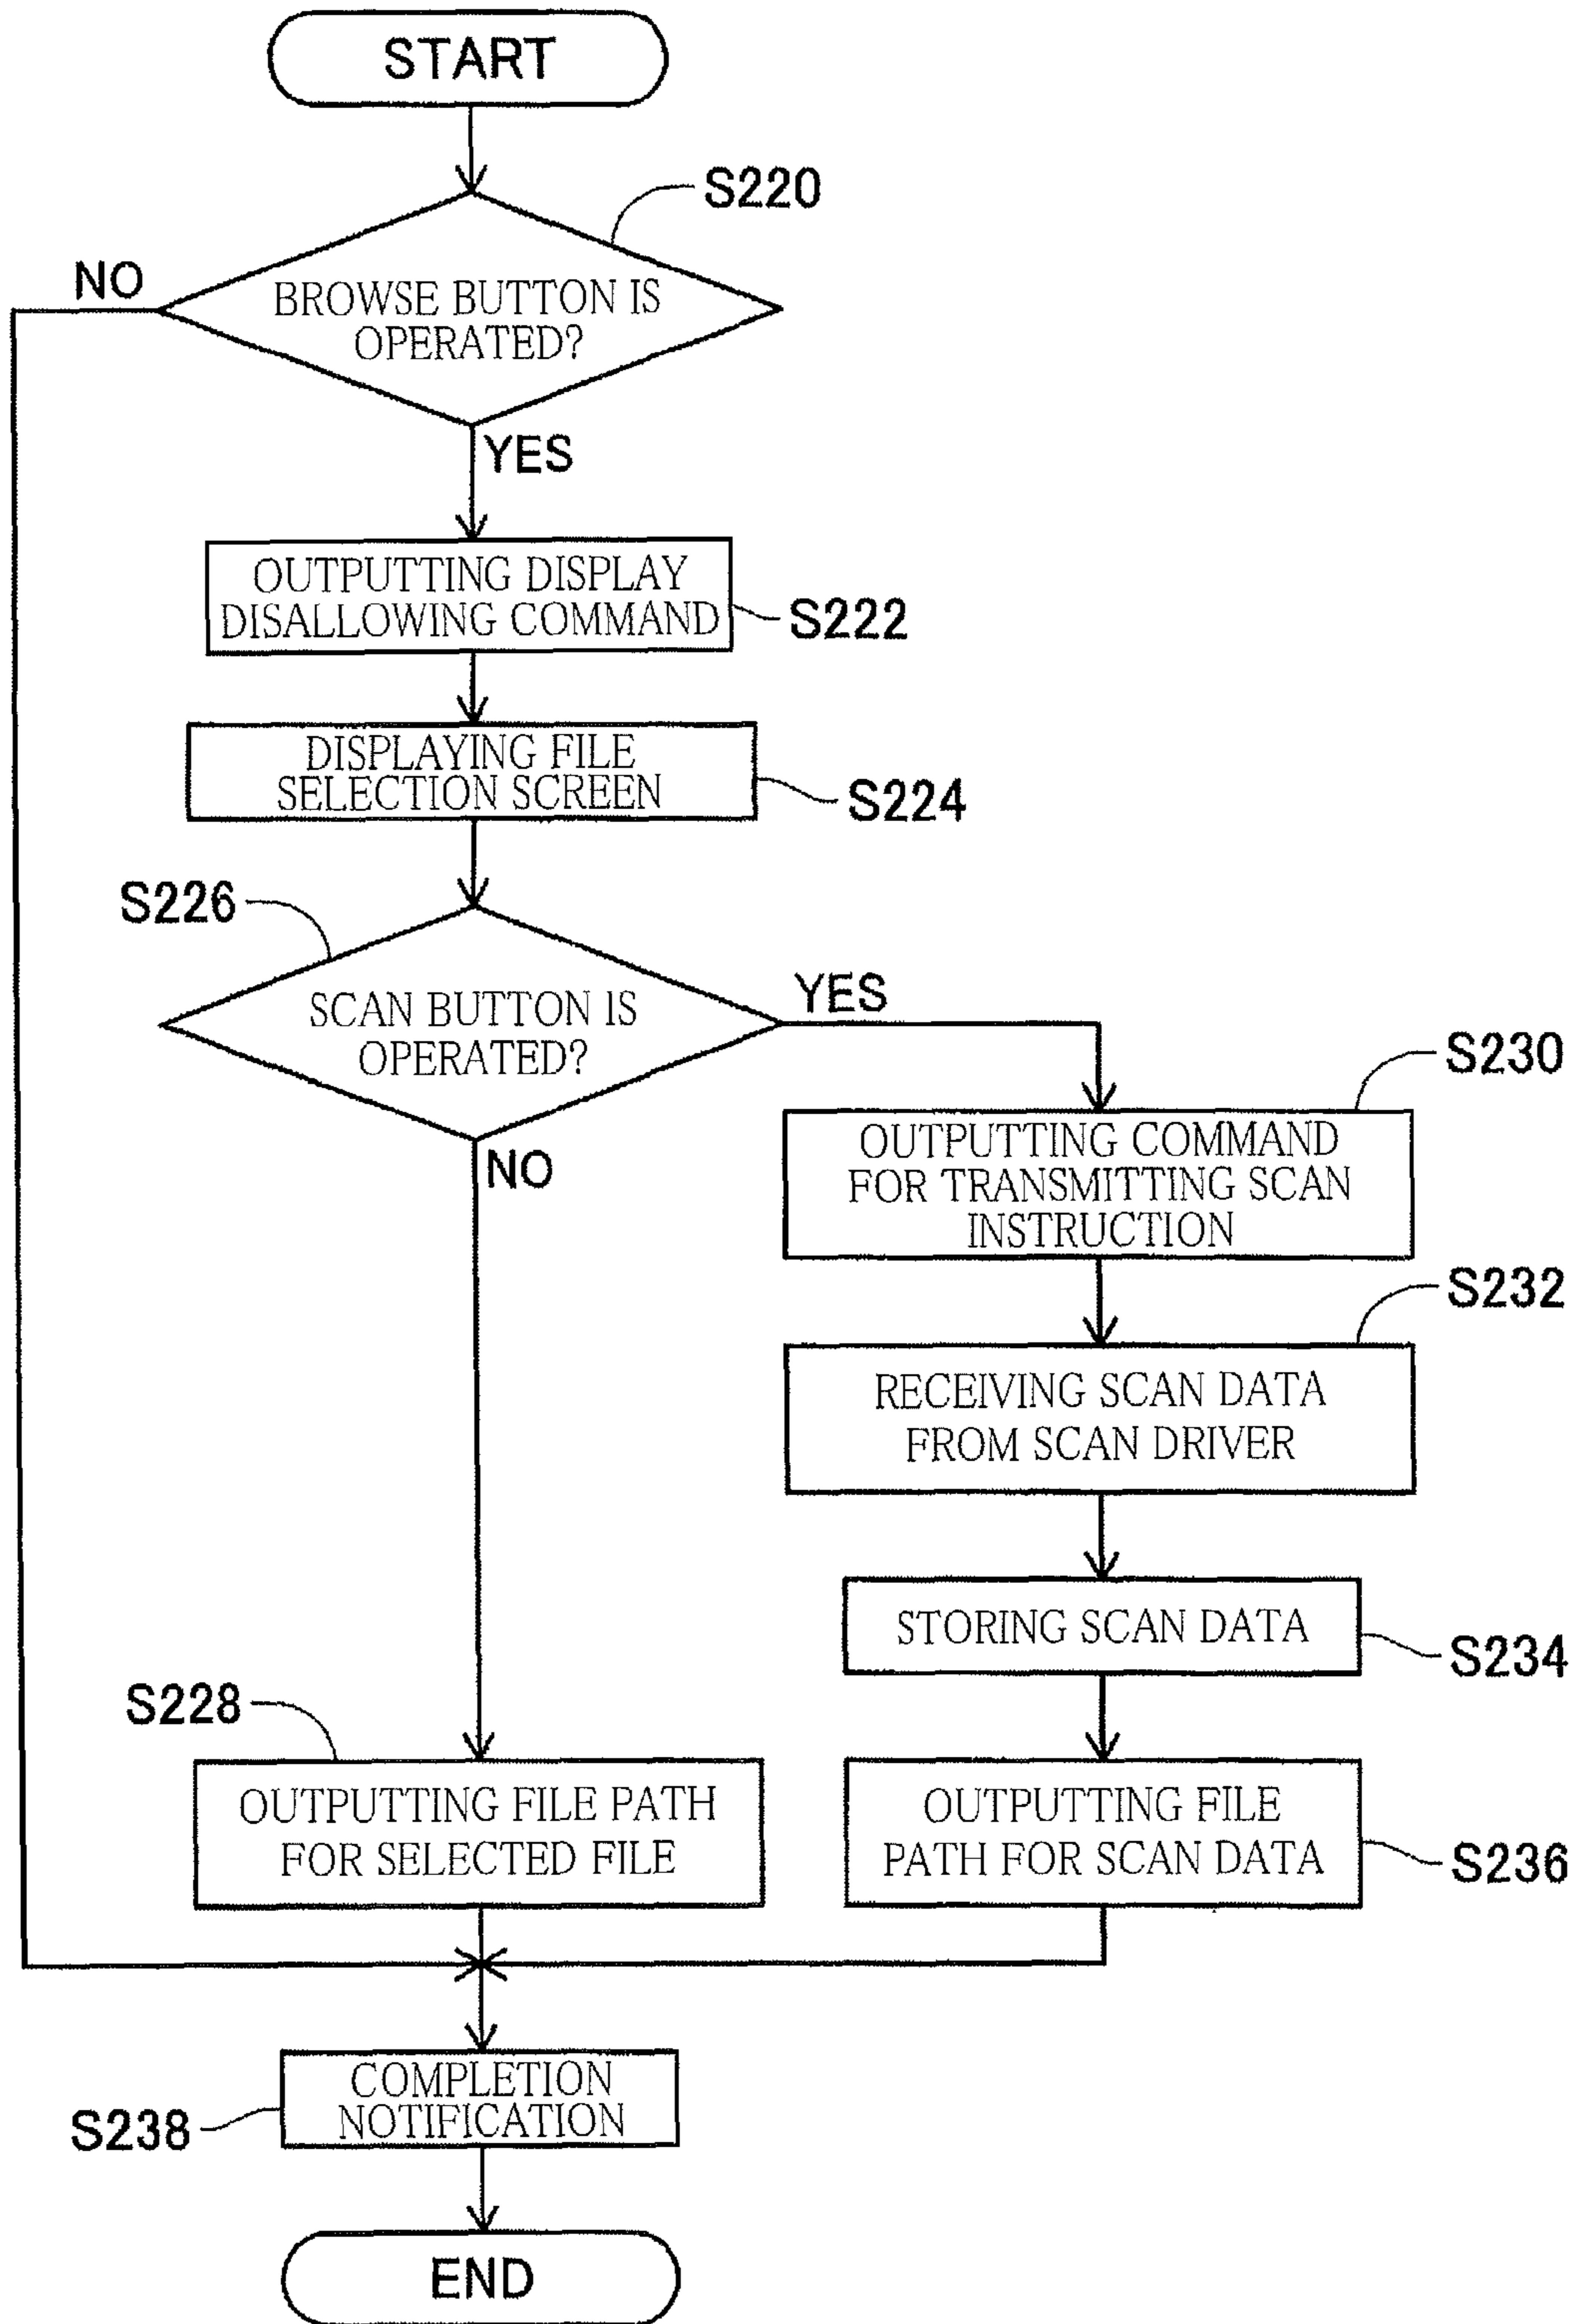 START
S220
NO
BROWSE BUTTON IS
OPERATED?
YES
OUTPUTTING DISPLAY
DISALLOWING COMMAND
S222
DISPLAYING FILE
SELECTION SCREEN
S224
S226
SCAN BUTTON IS
OPERATED?
YES
NO
S230
OUTPUTTING COMMAND
FOR TRANSMITTING SCAN
INSTRUCTION
S232
RECEIVING SCAN DATA
FROM SCAN DRIVER
STORING SCAN DATA
S234
S228
OUTPUTTING FILE PATH
FOR SELECTED FILE
OUTPUTTING FILE
PATH FOR SCAN DATA
S236
COMPLETION
NOTIFICATION
S238
END